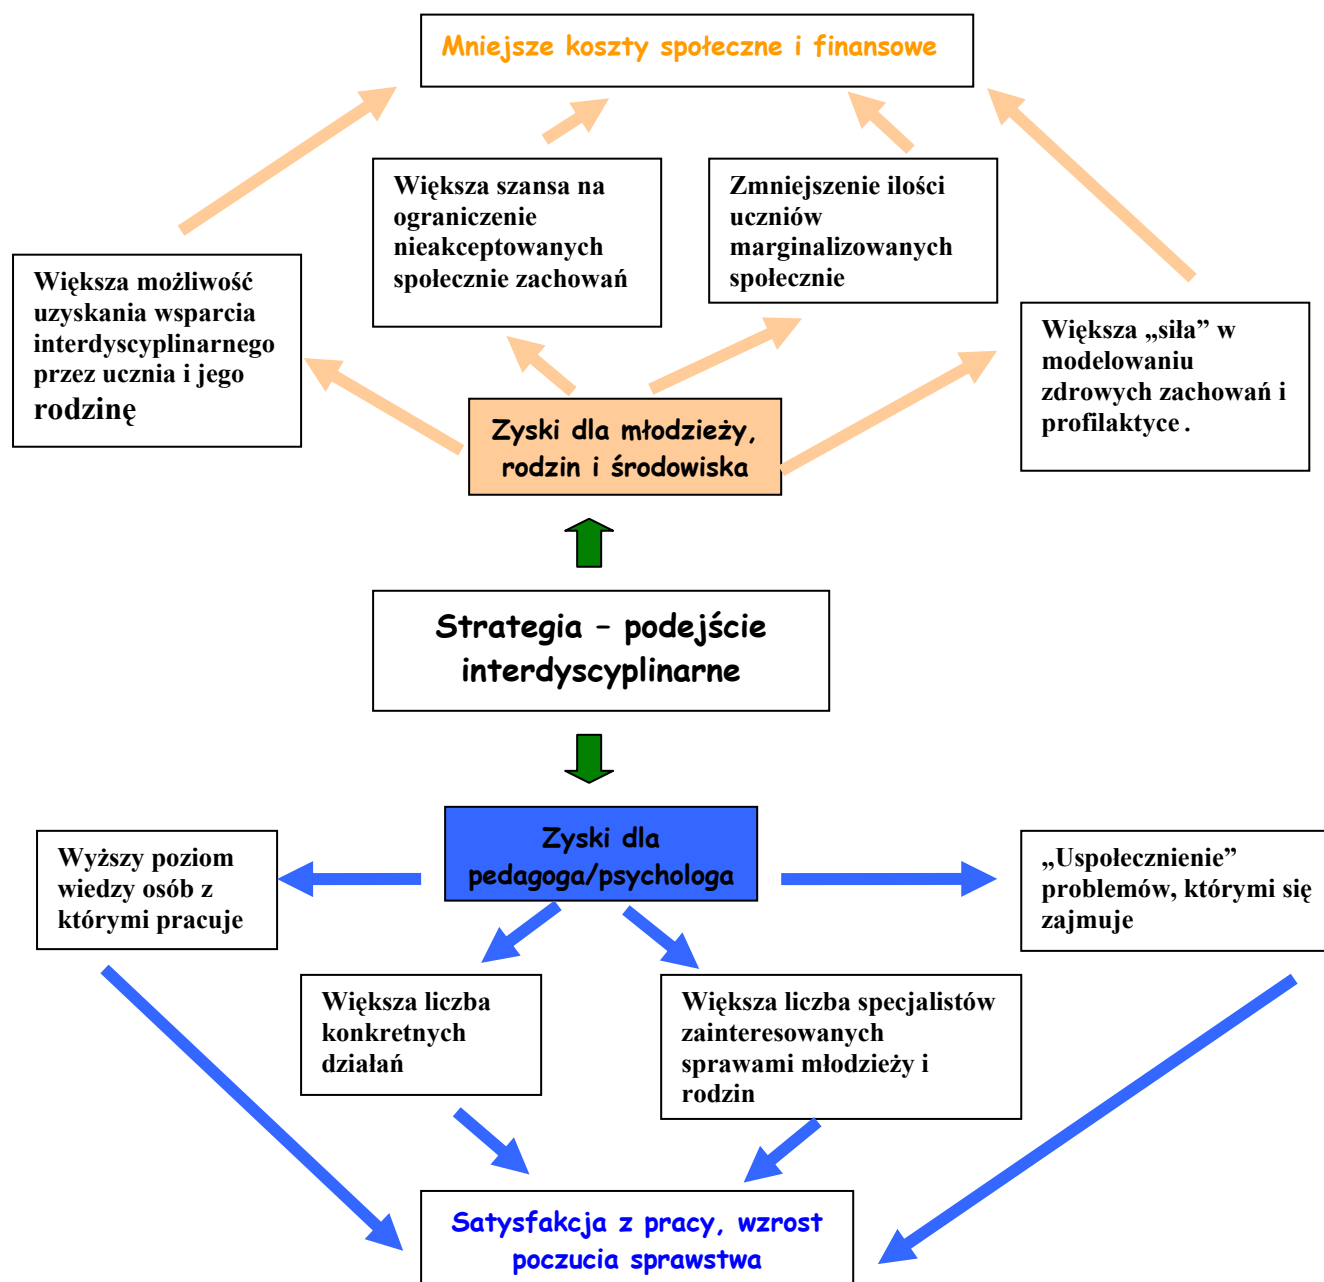 Mniejsze koszty społeczne i finansowe
Większa szansa na
ograniczenie
nieakceptowanych
społecznie zachowań
Zmniejszenie ilości
uczniów
marginalizowanych
społecznie
Większa możliwość
uzyskania wsparcia
interdyscyplinarnego
przez ucznia i jego
rodzinę
Większa „siła” w
modelowaniu
zdrowych zachowań i
profilaktyce.
Zyski dla młodzieży,
rodzin i środowiska
Strategia – podejście
interdyscyplinarne
Zyski dla
pedagoga/psychologa
Wyższy poziom
wiedzy osób z
którymi pracuje
„Uspołecznienie”
problemów, którymi się
zajmuje
Większa liczba
konkretnych
działań
Większa liczba specjalistów
zainteresowanych
sprawami młodzieży i
rodzin
Satysfakcja z pracy, wzrost
poczucia sprawstwa